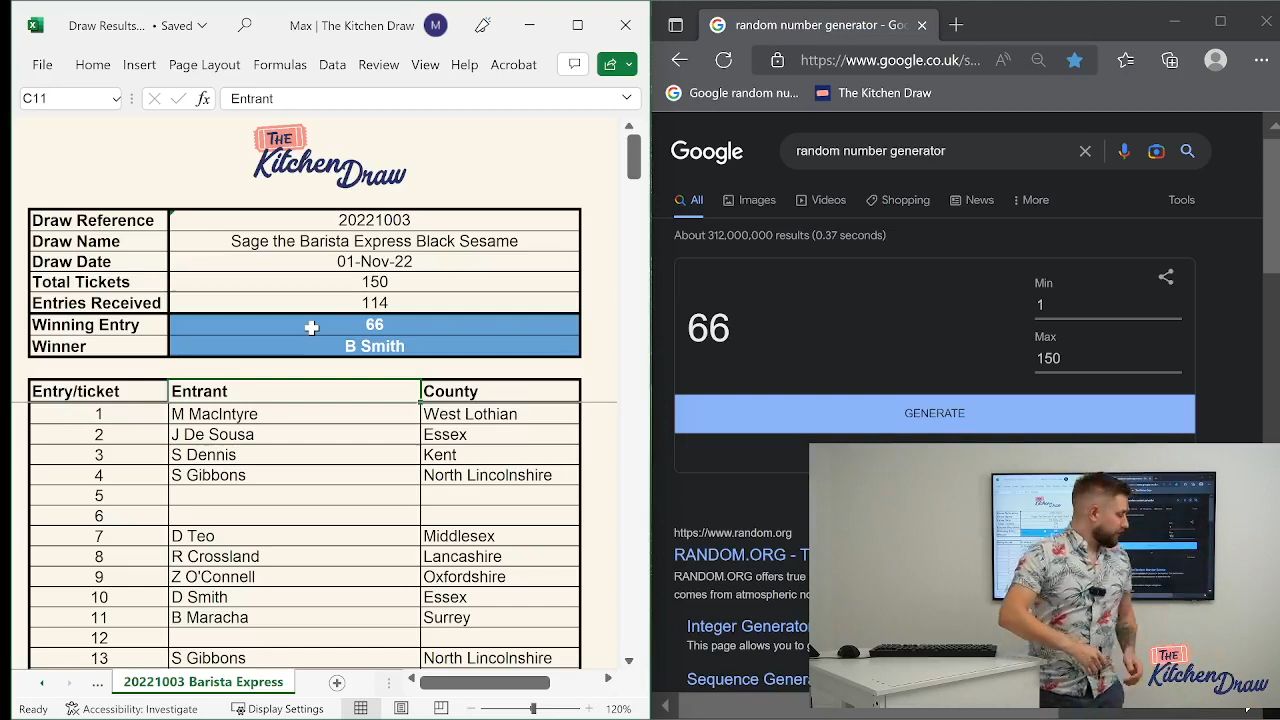 Draw Results... • Saved
Max | The Kitchen Draw
M
File Home Insert Page Layout Formulas Data Review View Help Acrobat
C11
fx
Entrant
THE
KitchenDraw
Draw Reference 20221003
Draw Name Sage the Barista Express Black Sesame
Draw Date 01-Nov-22
Total Tickets 150
Entries Received 114
Winning Entry 66
Winner B Smith
Entry/ticket Entrant County
1 M MacIntyre West Lothian
2 J De Sousa Essex
3 S Dennis Kent
4 S Gibbons North Lincolnshire
5
6
7 D Teo Middlesex
8 R Crossland Lancashire
9 Z O'Connell Oxfordshire
10 D Smith Essex
11 B Maracha Surrey
12
13 S Gibbons North Lincolnshire
... 20221003 Barista Express
Ready Accessibility: Investigate Display Settings 120%
random number generator - Goo
https://www.google.co.uk/s...
Google random nu... The Kitchen Draw
Google
random number generator
All Images Videos Shopping News More Tools
About 312,000,000 results (0.37 seconds)
66
Min
1
Max
150
GENERATE
https://www.random.org
RANDOM.ORG - T
RANDOM.ORG offers true
comes from atmospheric no
Integer Generato
This page allows you to g
Sequence Genera
THE
KitchenDraw